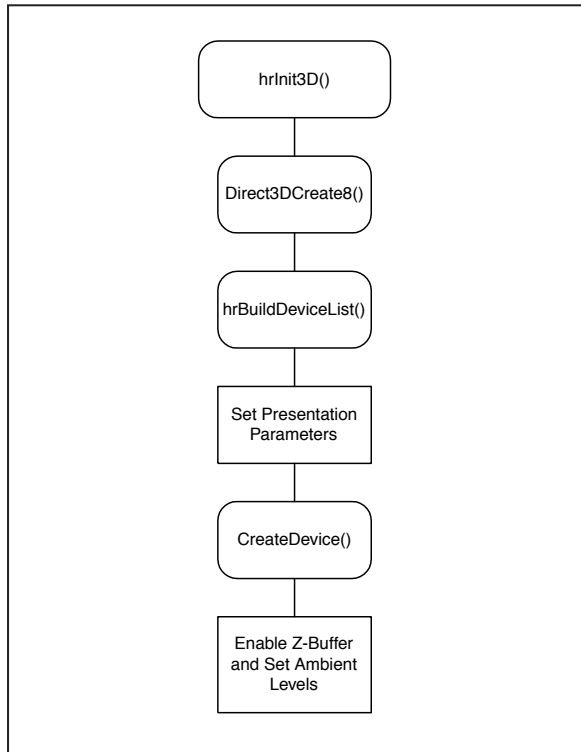 hrInit3D()
Direct3DCreate8()
hrBuildDeviceList()
Set Presentation
Parameters
CreateDevice()
Enable Z-Buffer
and Set Ambient
Levels